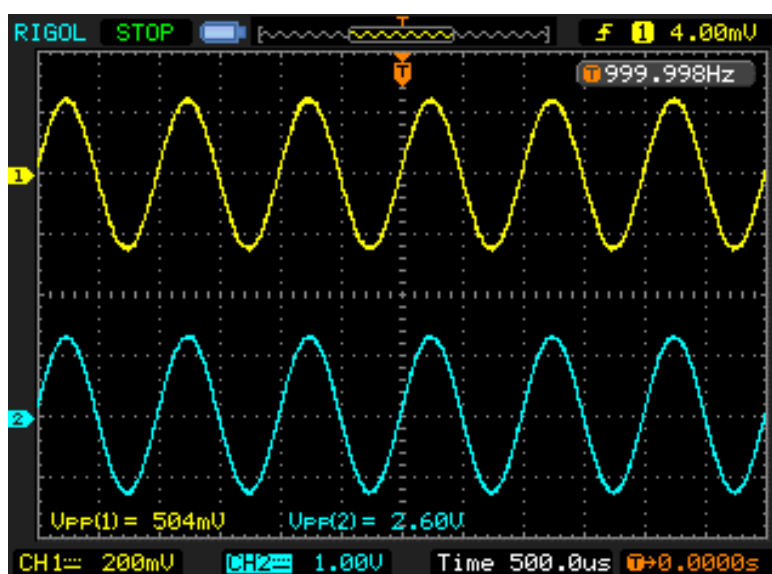 RIGOL STOP T f 1 4.00mV
T 999.998Hz
T
1
2
VPP(1)= 504mV VPP(2)= 2.60V
CH1 200mV CH2 1.00V Time 500.0us T→0.0000s